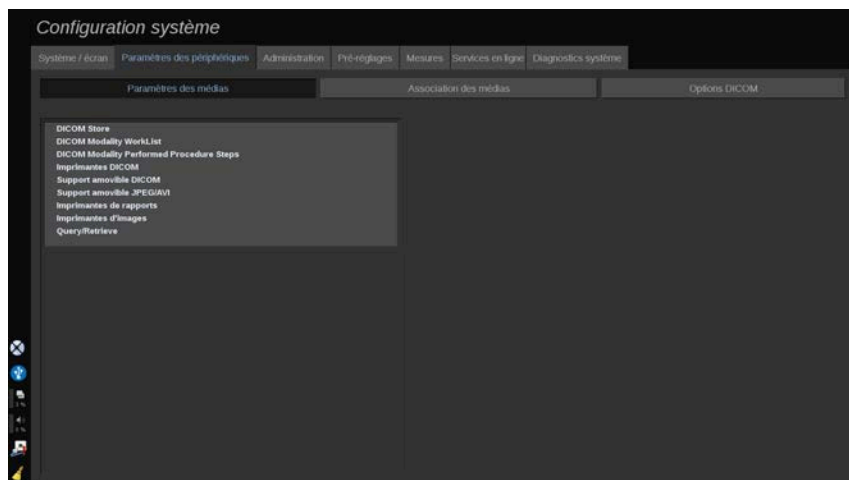 Configuration système
Système / écran Paramètres des périphériques Administration Pré-réglages Mesures Services en ligne Diagnostics système
Paramètres des médias Association des médias Options DICOM
DICOM Store
DICOM Modality WorkList
DICOM Modality Performed Procedure Steps
Imprimantes DICOM
Support amovible DICOM
Support amovible JPEG/AVI
Imprimantes de rapports
Imprimantes d'images
Query/Retrieve